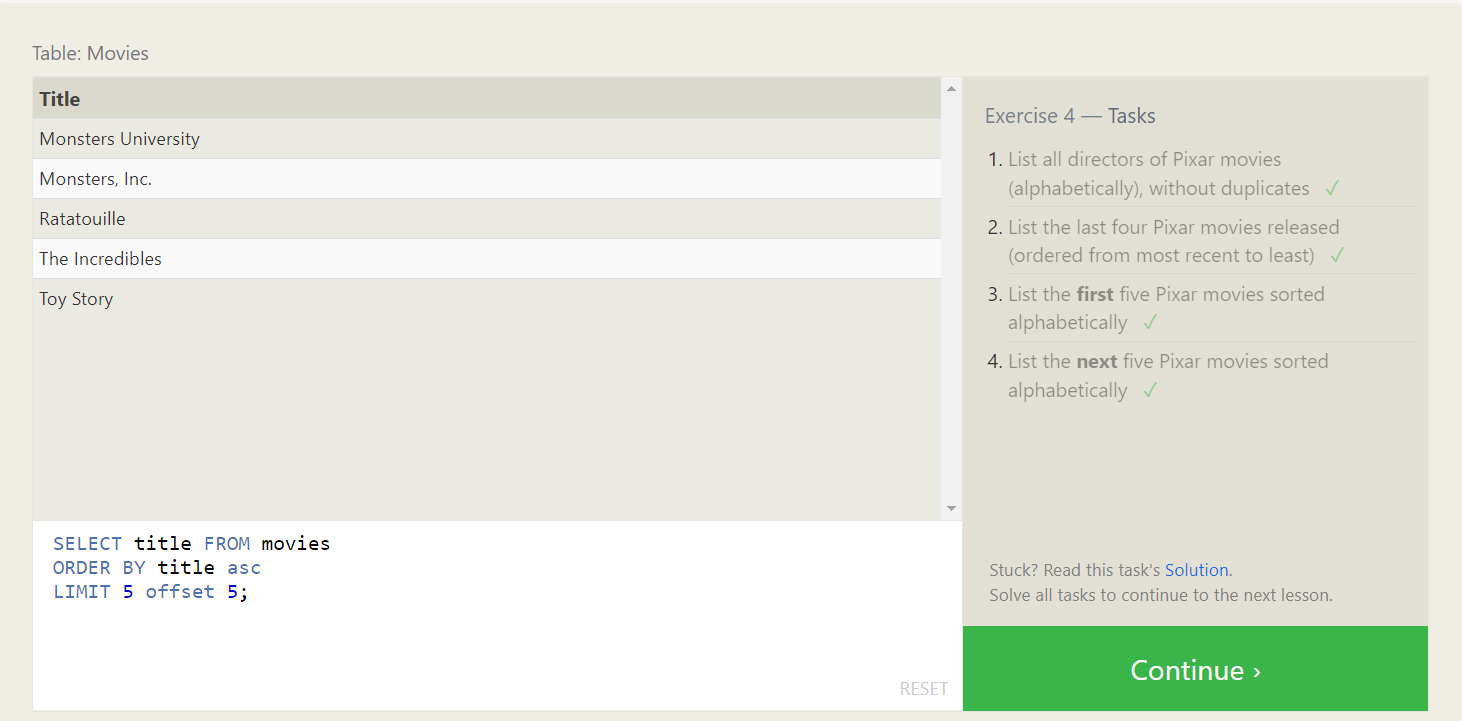 Table: Movies
Title
Monsters University
Monsters, Inc.
Ratatouille
The Incredibles
Toy Story
SELECT title FROM movies
ORDER BY title asc
LIMIT 5 offset 5;
RESET
Exercise 4 — Tasks
1. List all directors of Pixar movies
(alphabetically), without duplicates ✓
2. List the last four Pixar movies released
(ordered from most recent to least) ✓
3. List the first five Pixar movies sorted
alphabetically ✓
4. List the next five Pixar movies sorted
alphabetically ✓
Stuck? Read this task's Solution.
Solve all tasks to continue to the next lesson.
Continue ›